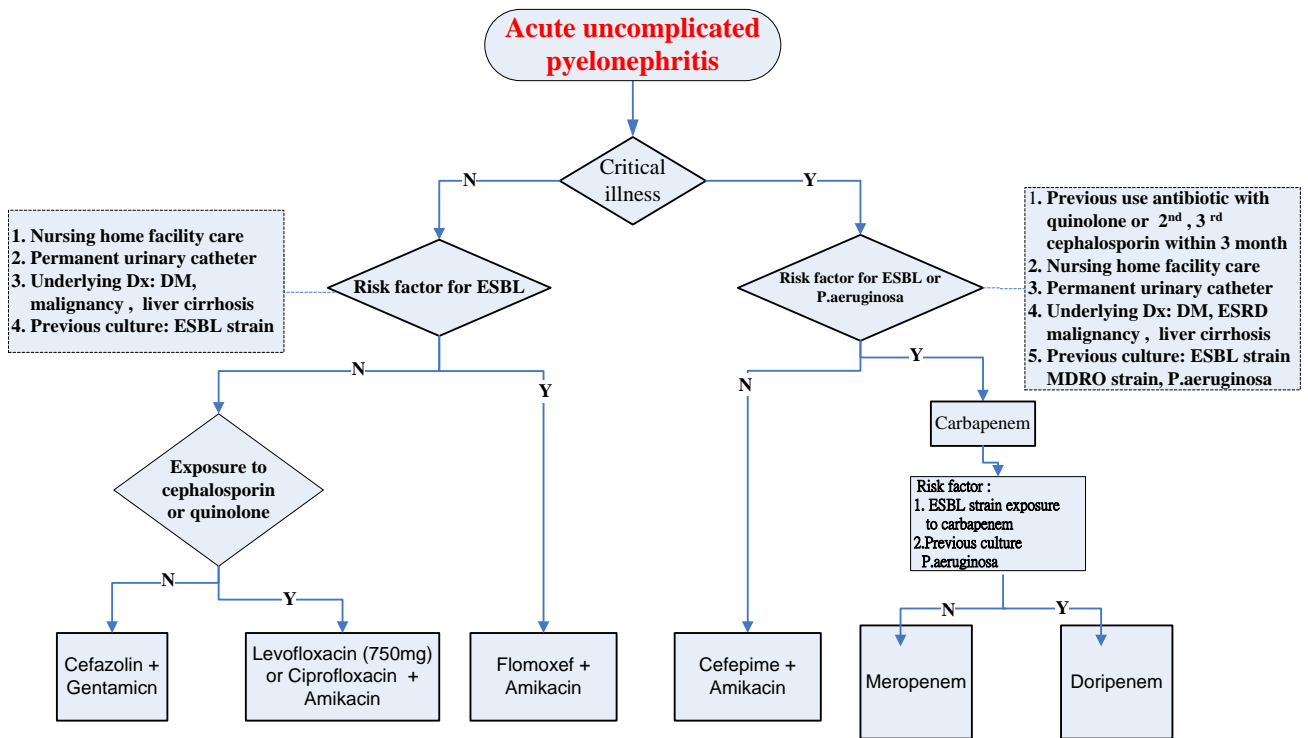 Acute uncomplicated
pyelonephritis
Critical
illness
N
Y
1. Nursing home facility care
2. Permanent urinary catheter
3. Underlying Dx: DM,
malignancy , liver cirrhosis
4. Previous culture: ESBL strain
Risk factor for ESBL
Risk factor for ESBL or
P.aeruginosa
1. Previous use antibiotic with
quinolone or 2nd , 3 rd
cephalosporin within 3 month
2. Nursing home facility care
3. Permanent urinary catheter
4. Underlying Dx: DM, ESRD
malignancy , liver cirrhosis
5. Previous culture: ESBL strain
MDRO strain, P.aeruginosa
N
Y
N
Y
Exposure to
cephalosporin
or quinolone
Carbapenem
Risk factor :
1. ESBL strain exposure
to carbapenem
2.Previous culture
P.aeruginosa
N
Y
N
Y
Cefazolin +
Gentamicn
Levofloxacin (750mg)
or Ciprofloxacin +
Amikacin
Flomoxef +
Amikacin
Cefepime +
Amikacin
Meropenem
Doripenem